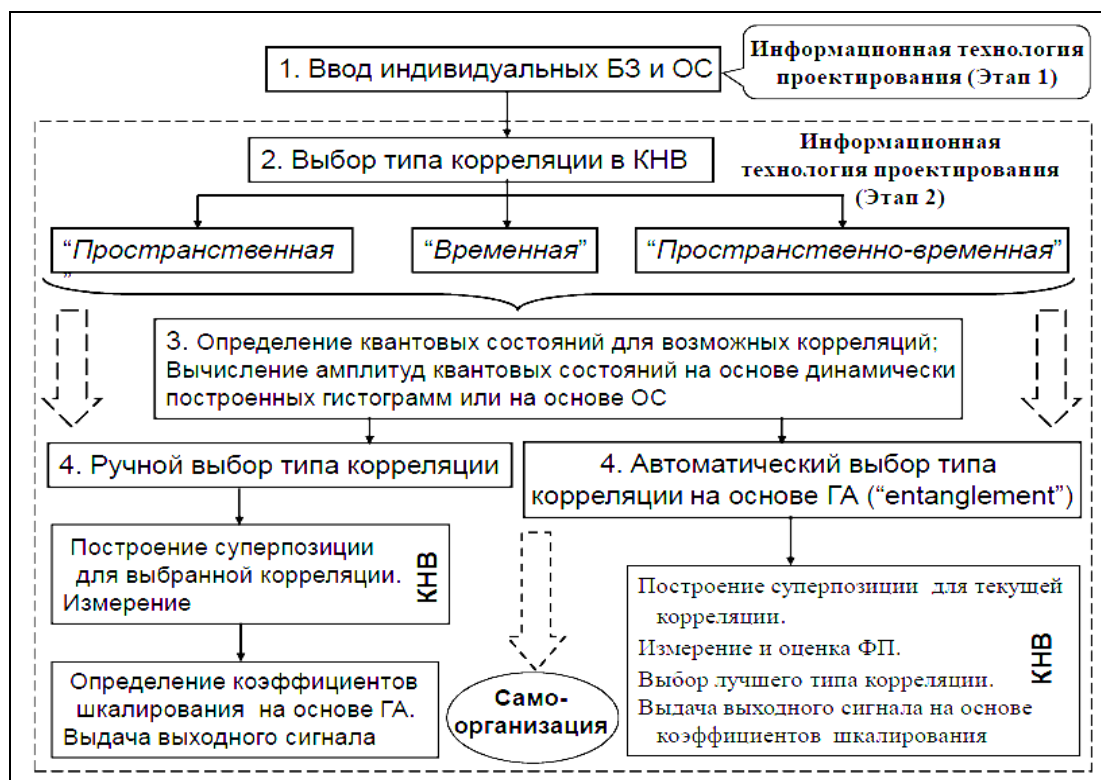 1. Ввод индивидуальных БЗ и ОС
Информационная технология
проектирования (Этап 1)
Информационная
технология проектирования
(Этап 2)
2. Выбор типа корреляции в КНВ
“Пространственная
”
“Временная”
“Пространственно-временная”
3. Определение квантовых состояний для возможных корреляций;
Вычисление амплитуд квантовых состояний на основе динамически
построенных гистограмм или на основе ОС
4. Ручной выбор типа корреляции
4. Автоматический выбор типа
корреляции на основе ГА (“entanglement”)
Построение суперпозиции
для выбранной корреляции.
Измерение
КНВ
Определение коэффициентов
шкалирования на основе ГА.
Выдача выходного сигнала
Само-
организация
Построение суперпозиции для текущей
корреляции.
Измерение и оценка ФП.
Выбор лучшего типа корреляции.
Выдача выходного сигнала на основе
коэффициентов шкалирования
КНВ